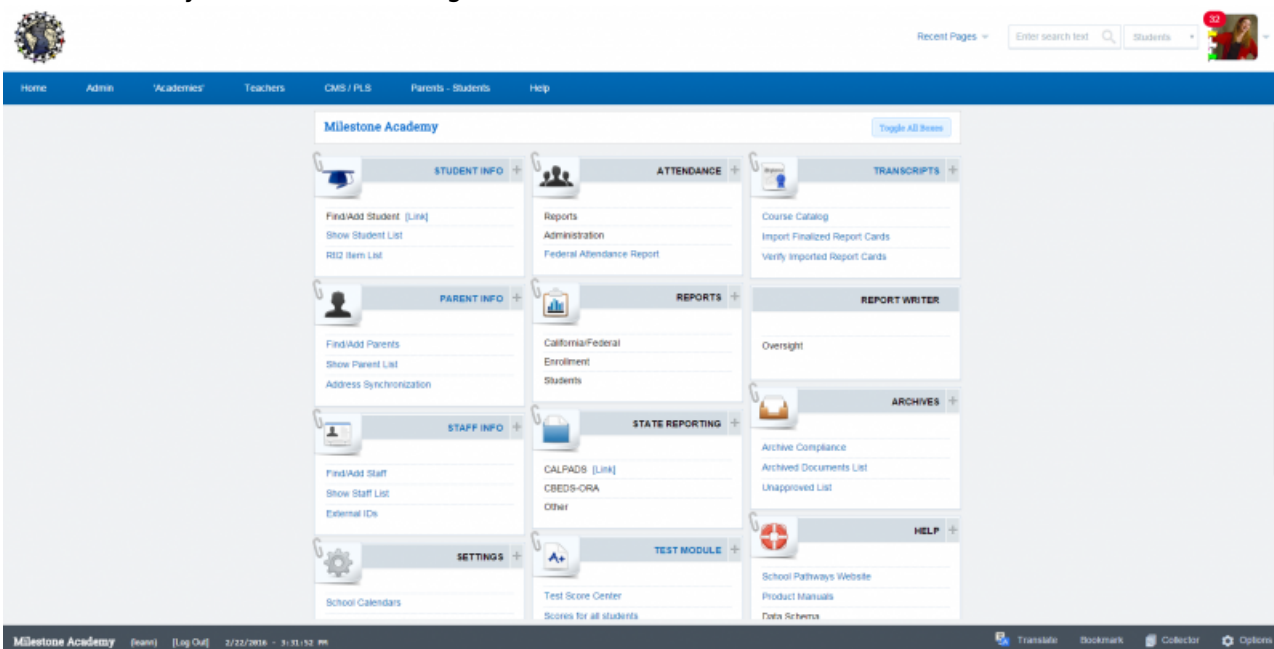 32
Recent Pages
Enter search text
Students
Home Admin 'Academies' Teachers CMS / PLS Parents - Students Help
Milestone Academy
Toggle All Boxes
STUDENT INFO
Find/Add Student [Link]
Show Student List
RtI2 Item List
PARENT INFO
Find/Add Parents
Show Parent List
Address Synchronization
STAFF INFO
Find/Add Staff
Show Staff List
External IDs
SETTINGS
School Calendars
ATTENDANCE
Reports
Administration
Federal Attendance Report
REPORTS
California/Federal
Enrollment
Students
STATE REPORTING
CALPADS [Link]
CBEDS-ORA
Other
A+
TEST MODULE
Test Score Center
Scores for all students
TRANSCRIPTS
Course Catalog
Import Finalized Report Cards
Verify Imported Report Cards
REPORT WRITER
Oversight
ARCHIVES
Archive Compliance
Archived Documents List
Unapproved List
HELP
School Pathways Website
Product Manuals
Data Schema
Milestone Academy (leann) [Log Out] 2/22/2016 - 3:31:52 PM
Translate Bookmark Collector Options